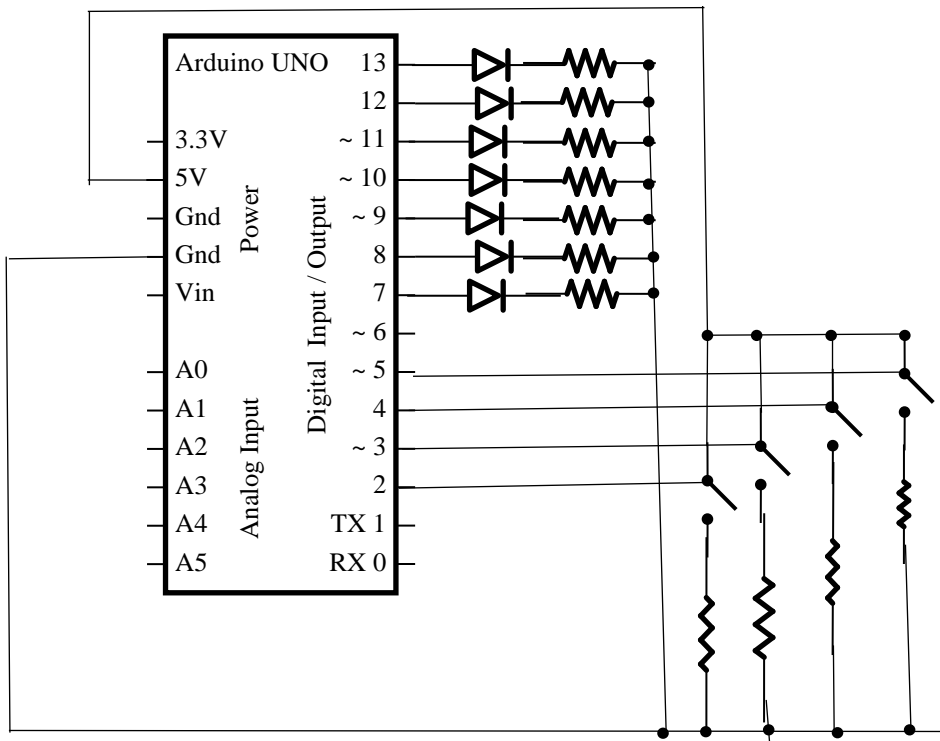 Arduino UNO 13
12
3.3V ~ 11
5V ~ 10
Gnd ~ 9
Gnd 8
Vin 7
~ 6
A0 ~ 5
A1 4
A2 ~ 3
A3 2
A4 TX 1
A5 RX 0
Power
Analog Input
Digital Input / Output